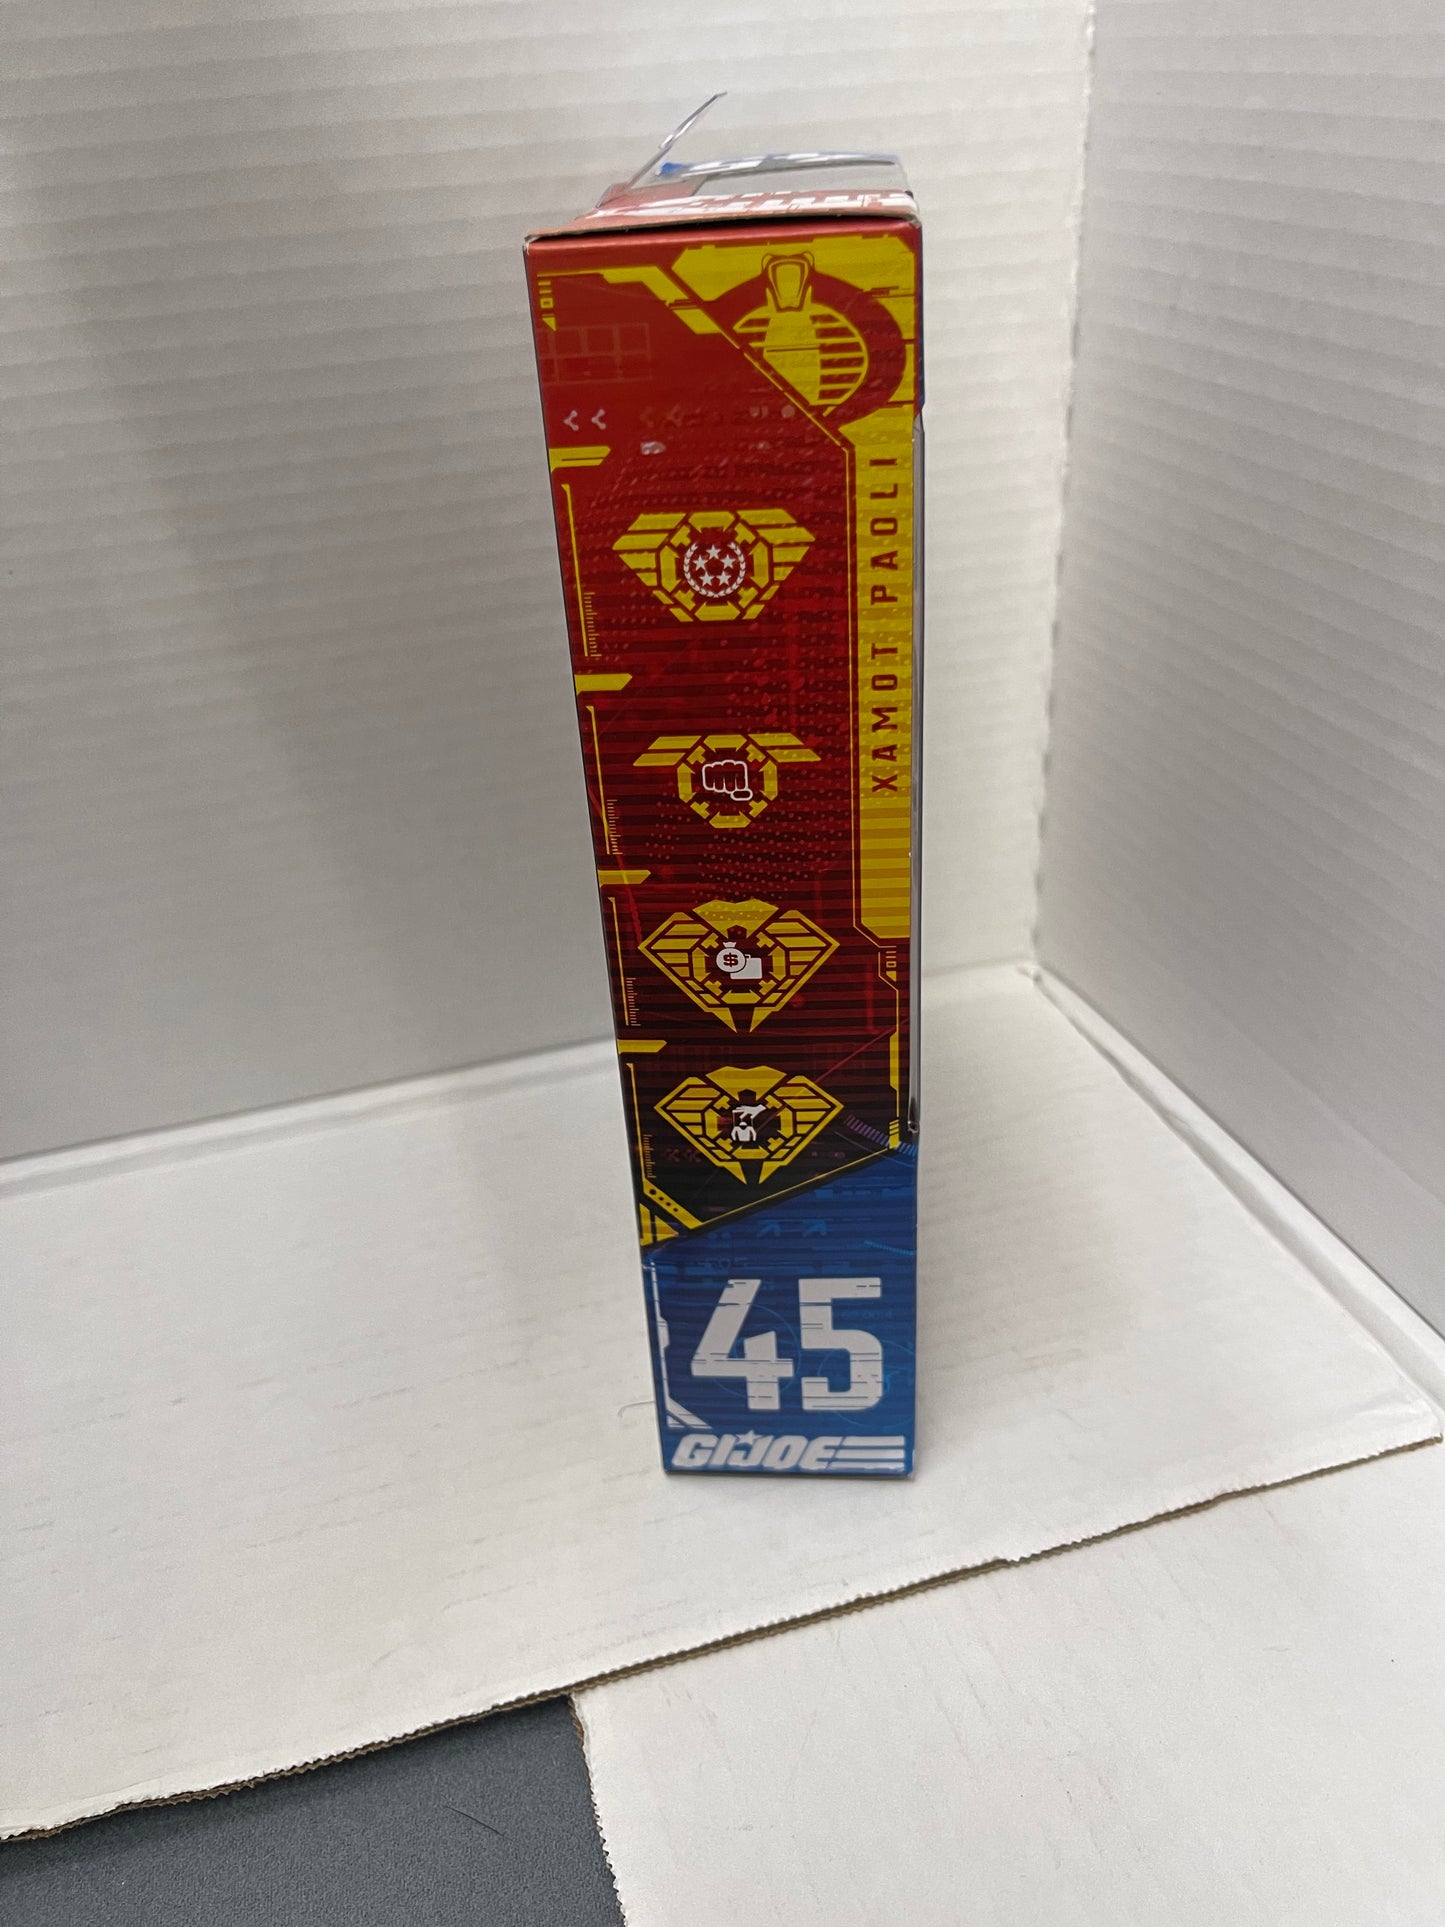 XAMOT PAOLI
$
45
GI JOE